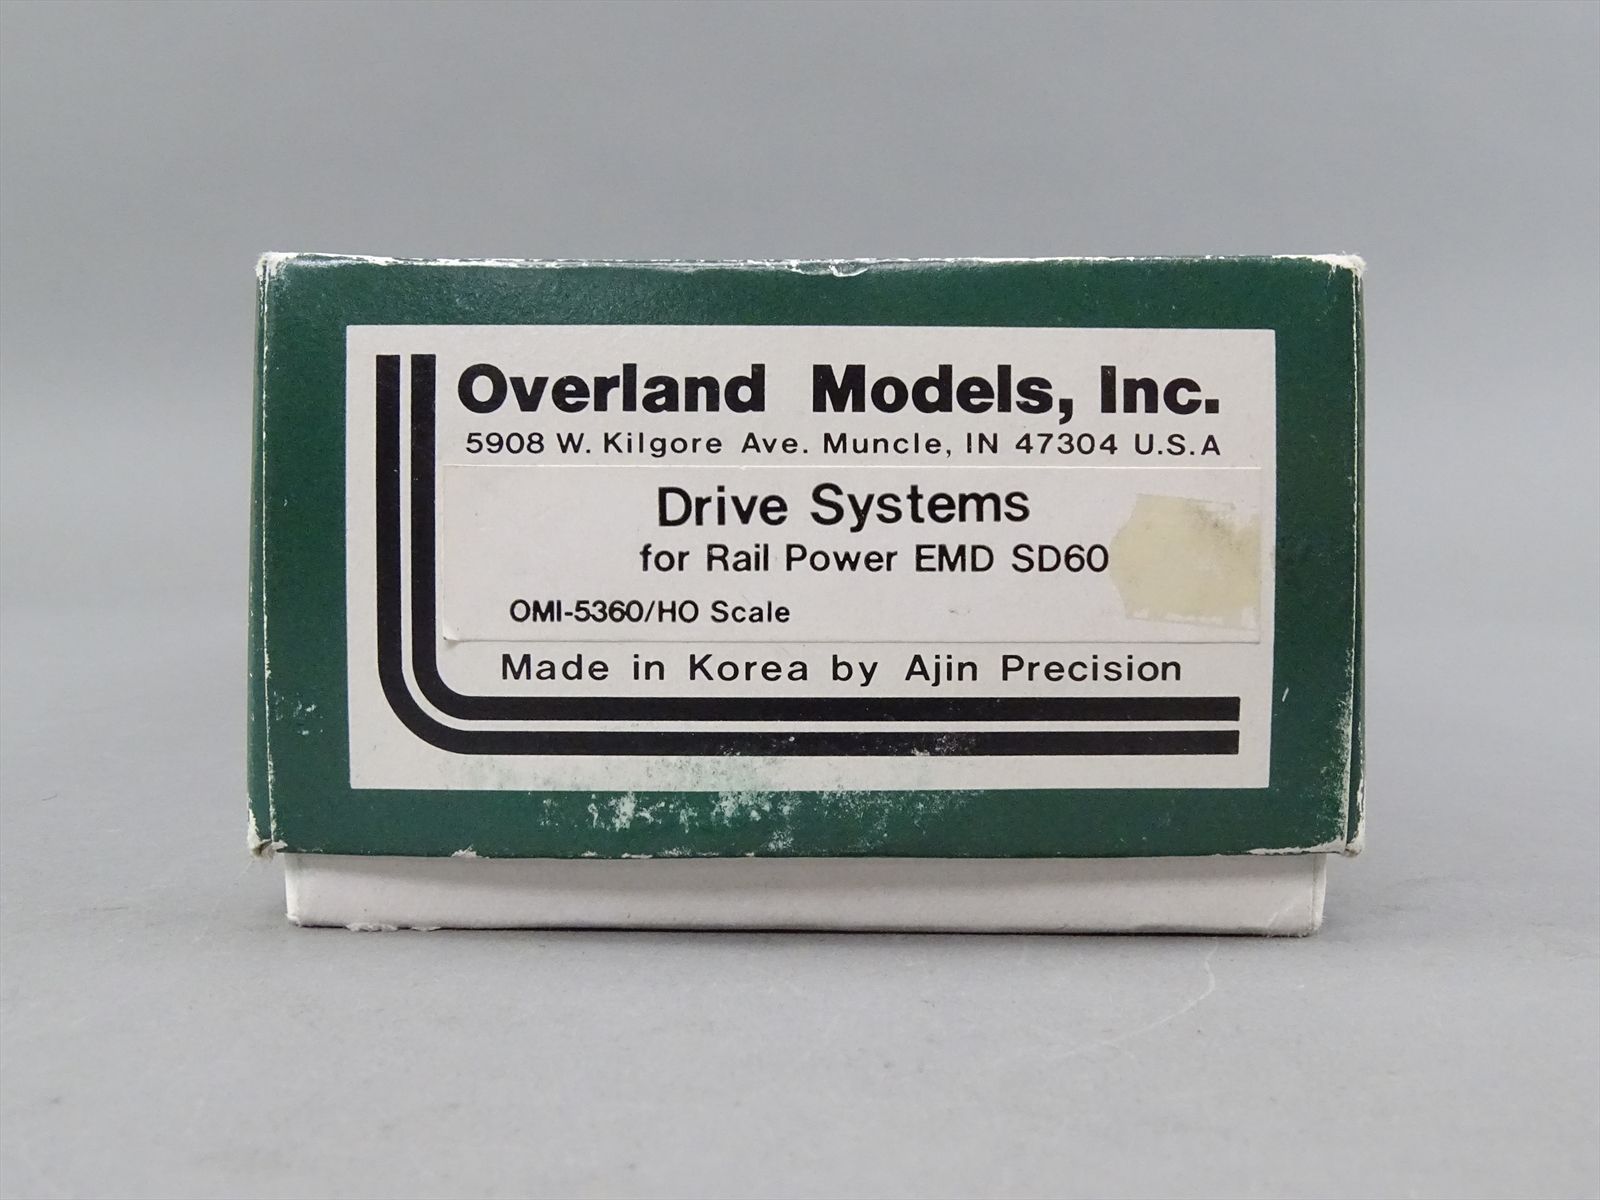 Overland Models, Inc.
5908 W. Kilgore Ave. Muncle, IN 47304 U.S.A
Drive Systems
for Rail Power EMD SD60
OMI-5360/HO Scale
Made in Korea by Ajin Precision